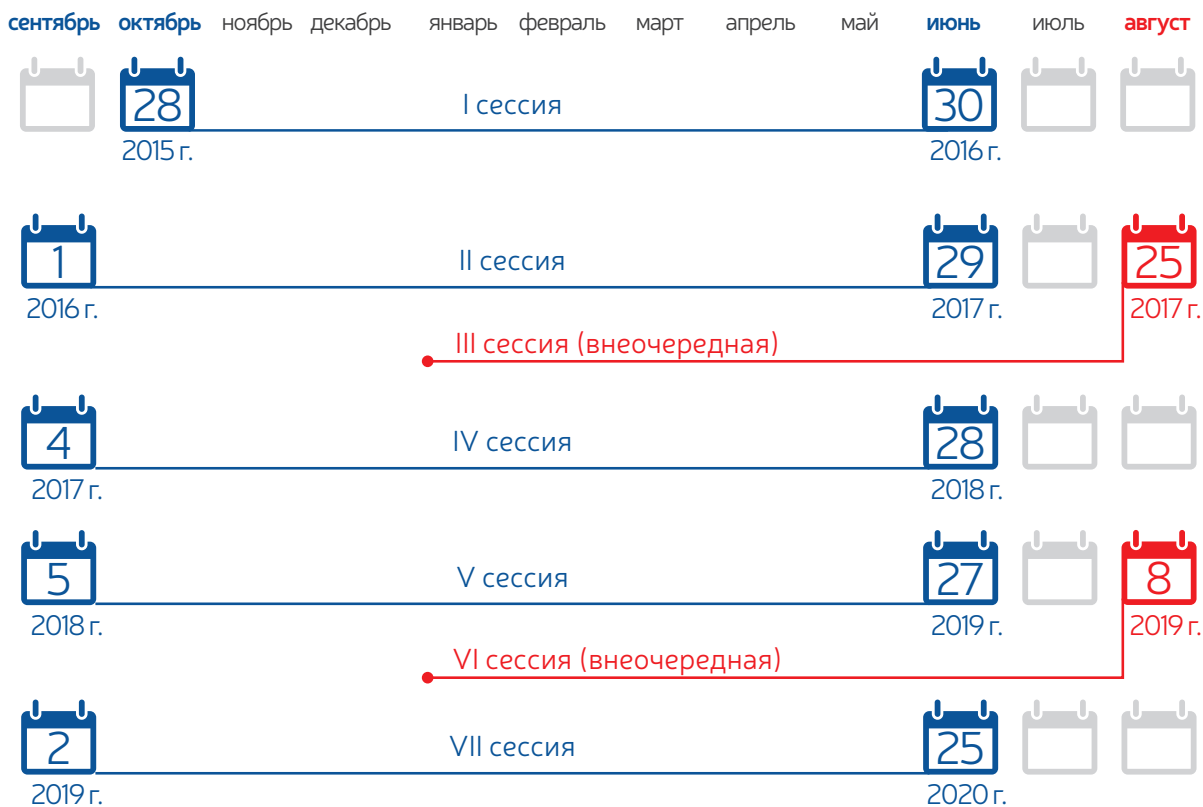 сентябрь октябрь ноябрь декабрь январь февраль март апрель май июнь июль август
28 I сессия 30
2015 г. 2016 г.
1 II сессия 29 25
2016 г. 2017 г. 2017 г.
III сессия (внеочередная)
4 IV сессия 28
2017 г. 2018 г.
5 V сессия 27 8
2018 г. 2019 г. 2019 г.
VI сессия (внеочередная)
2 VII сессия 25
2019 г. 2020 г.